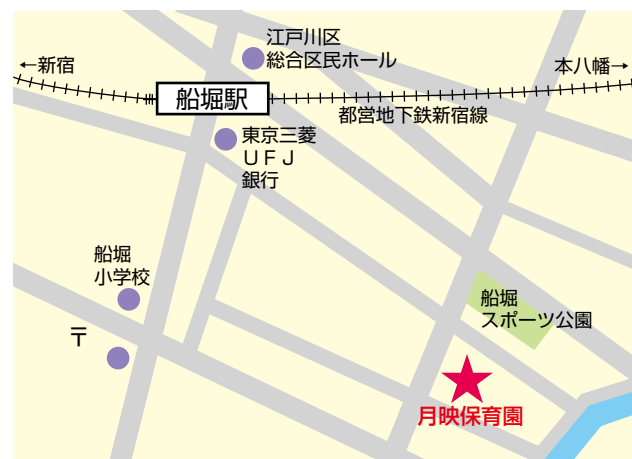 江戸川区
総合区民ホール
←新宿
本八幡→
船堀駅
都営地下鉄新宿線
東京三菱
ＵＦＪ
銀行
船堀
小学校
〒
船堀
スポーツ公園
月映保育園